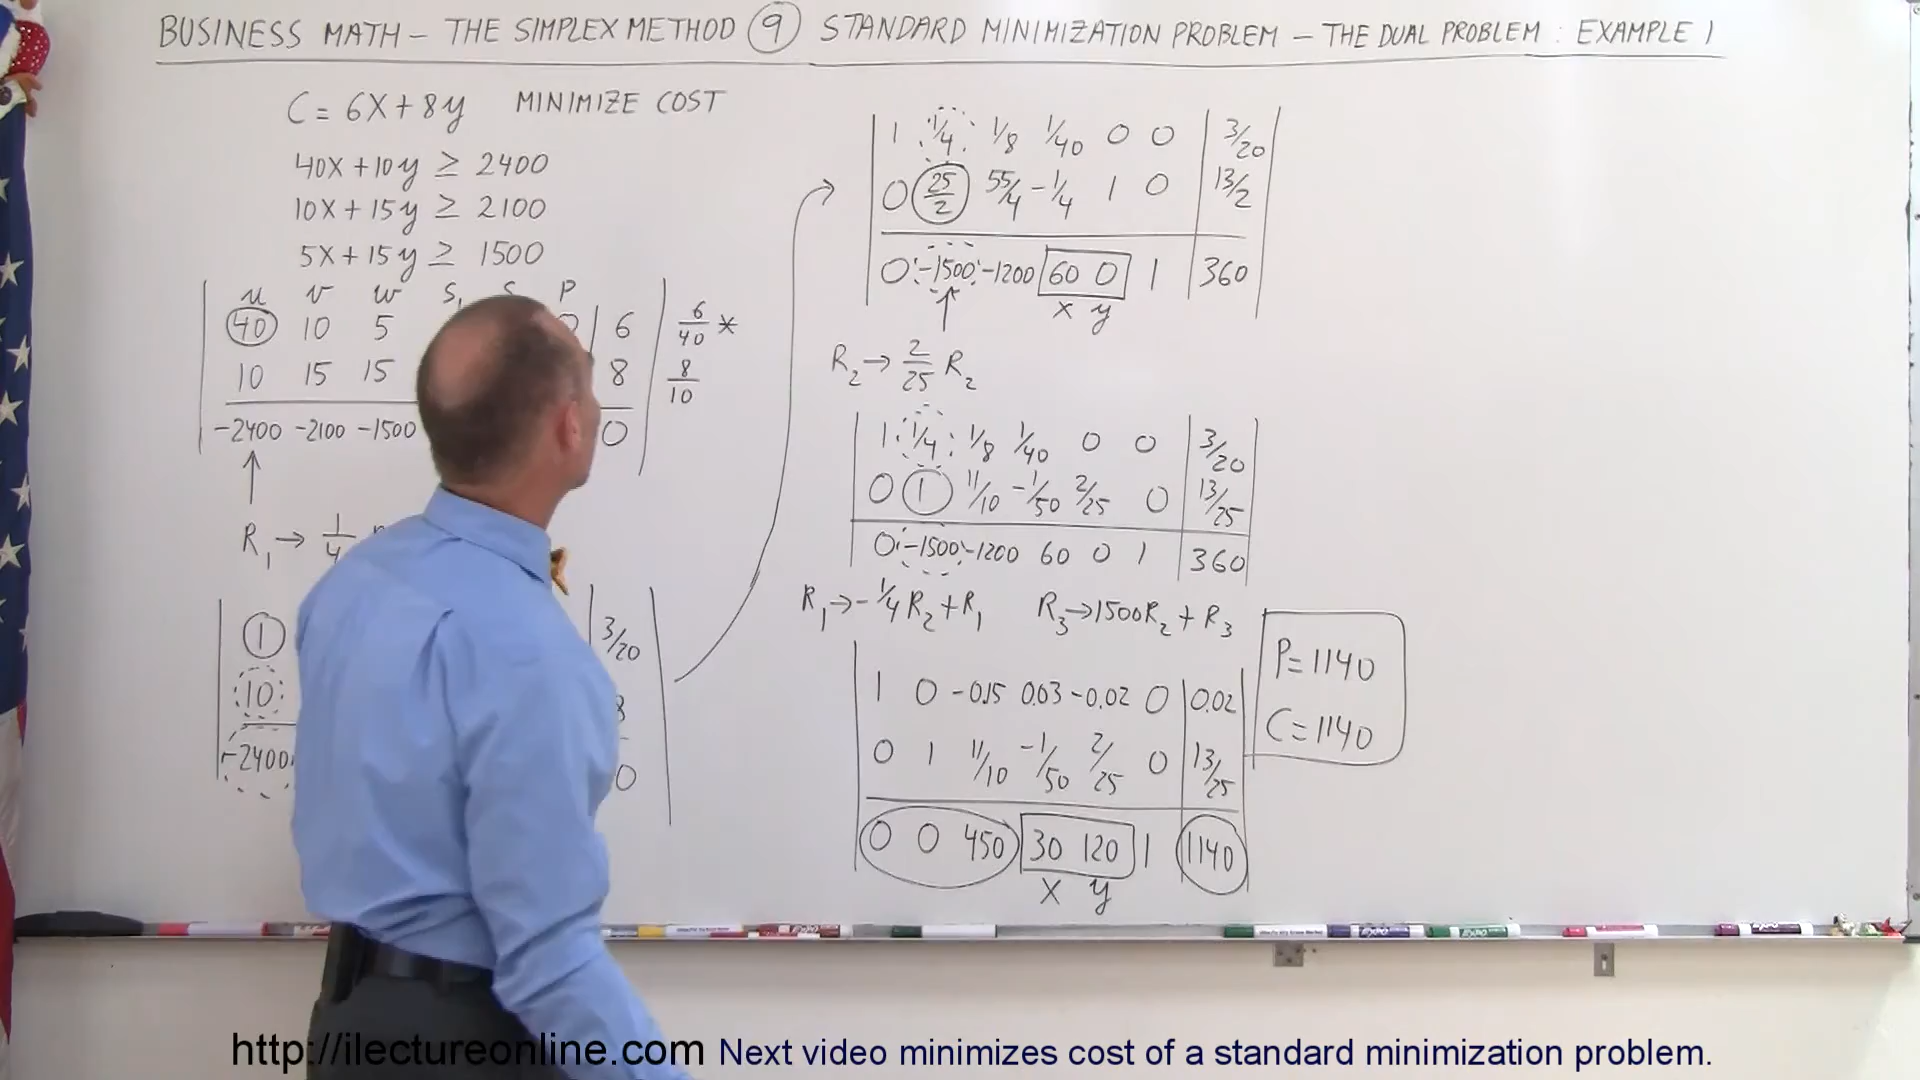 BUSINESS MATH – THE SIMPLEX METHOD 9 STANDARD MINIMIZATION PROBLEM – THE DUAL PROBLEM : EXAMPLE 1
C = 6X + 8y MINIMIZE COST
40X + 10y ≥ 2400
10X + 15y ≥ 2100
5X + 15y ≥ 1500
u v w S₁ P
40 10 5 6 6/40 *
10 15 15 8 8/10
-2400 -2100 -1500 0
R₁ → 1/4
1 3/20
10 8
-2400 0
1 1/4 1/8 1/40 0 0 3/20
0 25/2 55/4 -1/4 1 0 13/2
0 -1500 -1200 60 0 1 360
X y
R₂ → 2/25 R₂
1 1/4 1/8 1/40 0 0 3/20
0 1 11/10 -1/50 2/25 0 13/25
0 -1500 -1200 60 0 1 360
R₁ → -1/4 R₂ + R₁ R₃ → 1500R₂ + R₃
1 0 -0.15 0.03 -0.02 0 0.02
0 1 11/10 -1/50 2/25 0 13/25
0 0 450 30 120 1 1140
X y
P = 1140
C = 1140
http://ilectureonline.com Next video minimizes cost of a standard minimization problem.